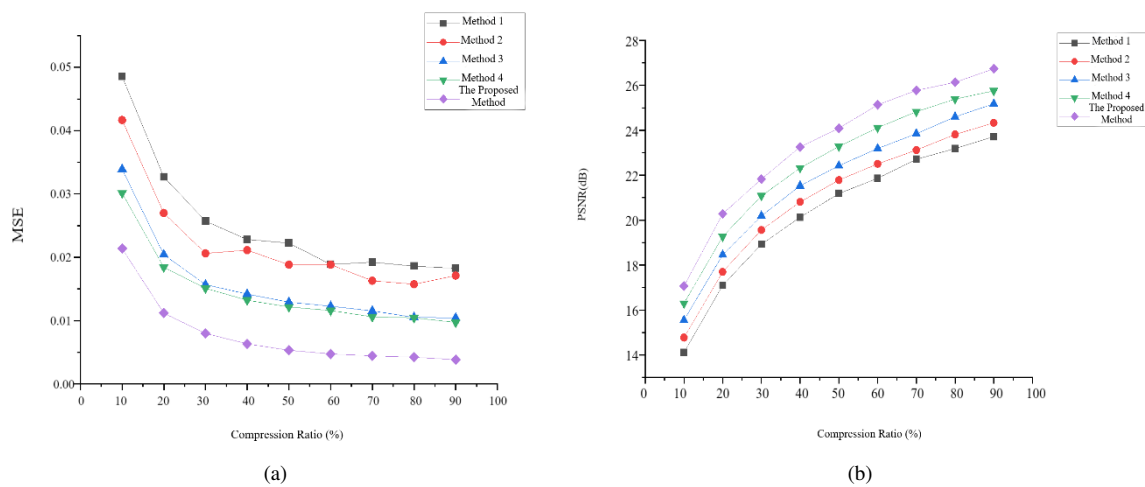 Method 1
Method 2
Method 3
Method 4
The Proposed
Method
0.05
0.04
0.03
0.02
0.01
0.00
MSE
0 10 20 30 40 50 60 70 80 90 100
Compression Ratio (%)
(a)
Method 1
Method 2
Method 3
Method 4
The Proposed
Method
28
26
24
22
20
18
16
14
PSNR(dB)
0 10 20 30 40 50 60 70 80 90 100
Compression Ratio (%)
(b)